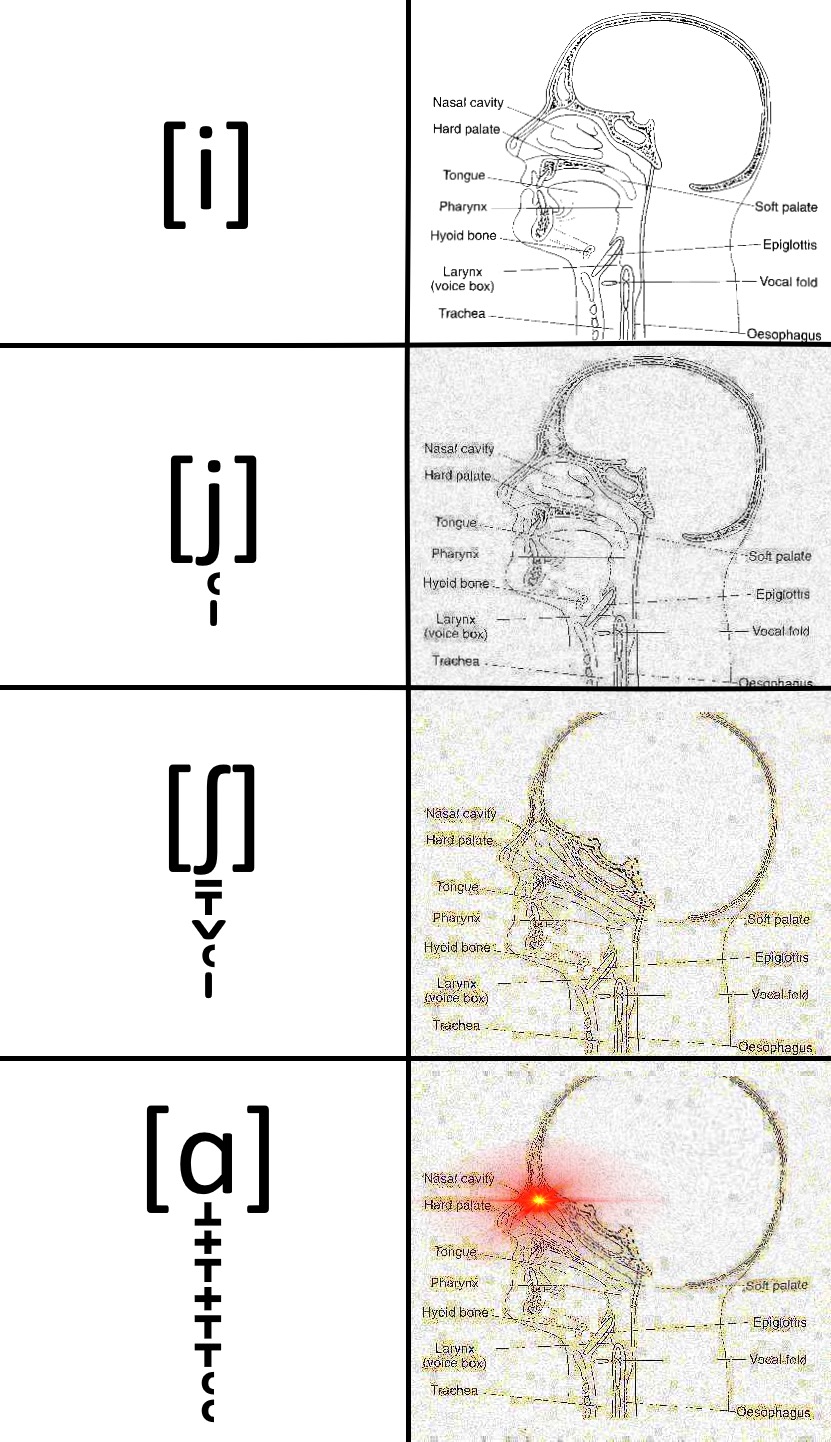 [i]
Nasal cavity
Hard palate
Tongue
Pharynx
Soft palate
Hyoid bone
Epiglottis
Larynx
(voice box)
Vocal fold
Trachea
Oesophagus
[j̜̩]
Nasal cavity
Hard palate
Tongue
Pharynx
Soft palate
Hyoid bone
Epiglottis
Larynx
(voice box)
Vocal fold
Trachea
Oesophagus
[ʃ͇̞̬̜̩]
Nasal cavity
Hard palate
Tongue
Pharynx
Soft palate
Hyoid bone
Epiglottis
Larynx
(voice box)
Vocal fold
Trachea
Oesophagus
[ɑ̝̟̞̟̞̞̜̜]
Nasal cavity
Hard palate
Tongue
Pharynx
Soft palate
Hyoid bone
Epiglottis
Larynx
(voice box)
Vocal fold
Trachea
Oesophagus